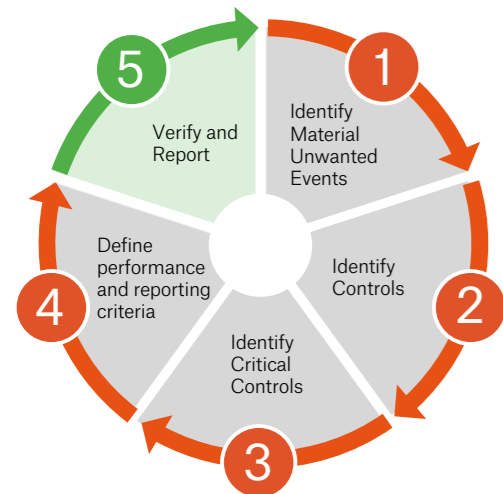 1
Identify
Material
Unwanted
Events
2
Identify
Controls
3
Identify
Critical
Controls
4
Define
performance
and reporting
criteria
5
Verify and
Report